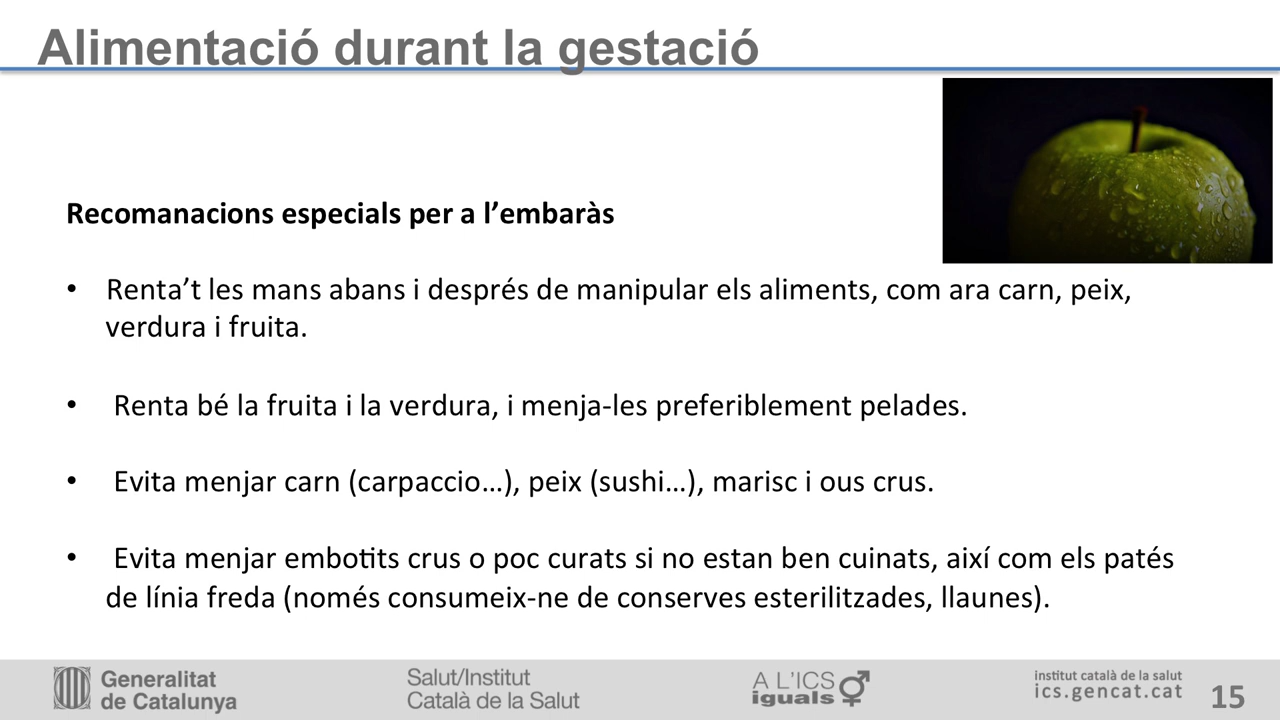 Alimentació durant la gestació
Recomanacions especials per a l’embaràs
• Renta’t les mans abans i després de manipular els aliments, com ara carn, peix,
verdura i fruita.
• Renta bé la fruita i la verdura, i menja-les preferiblement pelades.
• Evita menjar carn (carpaccio…), peix (sushi…), marisc i ous crus.
• Evita menjar embotits crus o poc curats si no estan ben cuinats, així com els patés
de línia freda (només consumeix-ne de conserves esterilitzades, llaunes).
Generalitat
de Catalunya
Salut/Institut
Català de la Salut
A L'ICS
iguals
institut català de la salut
ics.gencat.cat
15